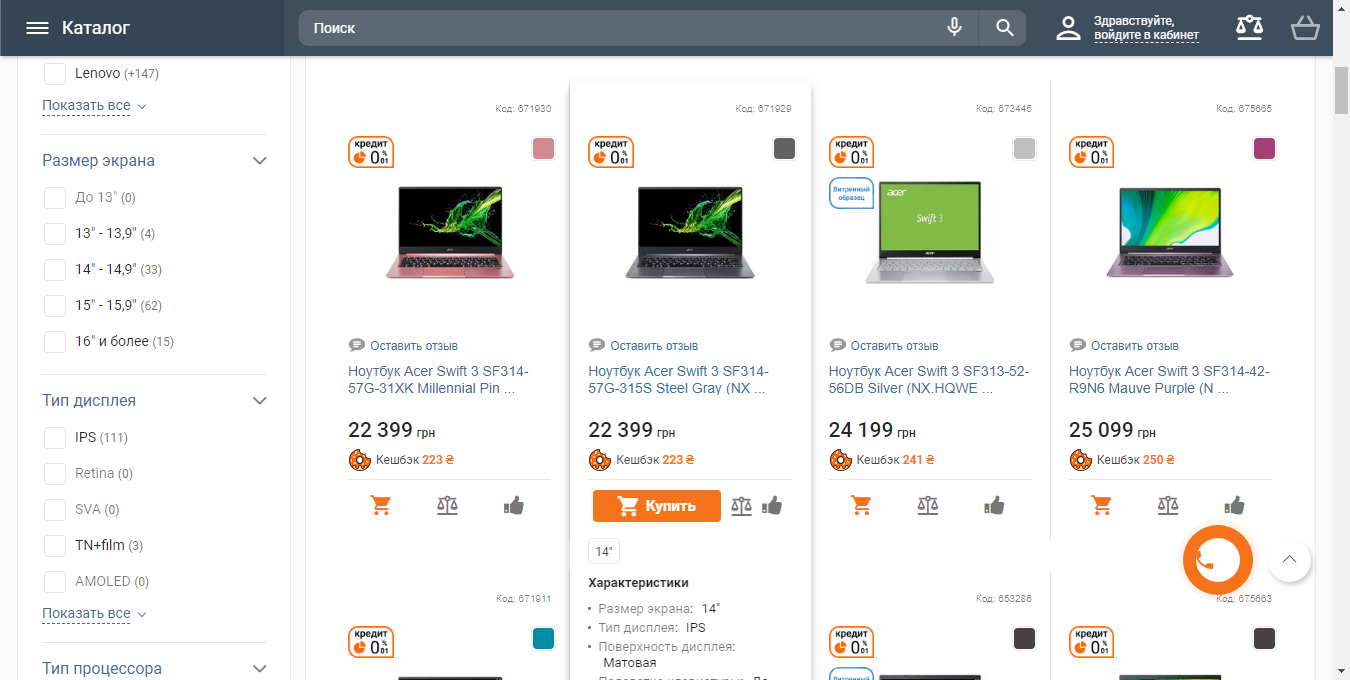 Каталог
Поиск
Здравствуйте,
войдите в кабинет
Lenovo (+147)
Показать все
Размер экрана
До 13" (0)
13" - 13,9" (4)
14" - 14,9" (33)
15" - 15,9" (62)
16" и более (15)
Тип дисплея
IPS (111)
Retina (0)
SVA (0)
TN+film (3)
AMOLED (0)
Показать все
Тип процессора
Код: 671930
кредит
0,01 %
Оставить отзыв
Ноутбук Acer Swift 3 SF314-
57G-31XK Millennial Pin ...
22 399 грн
Кешбэк 223 ₴
Код: 671929
кредит
0,01 %
Оставить отзыв
Ноутбук Acer Swift 3 SF314-
57G-315S Steel Gray (NX ...
22 399 грн
Кешбэк 223 ₴
Купить
14"
Характеристики
Размер экрана: 14"
Тип дисплея: IPS
Поверхность дисплея:
Матовая
Код: 673445
кредит
0,01 %
Витринный
образец
acer
Swift 3
Оставить отзыв
Ноутбук Acer Swift 3 SF313-52-
56DB Silver (NX.HQWE ...
24 199 грн
Кешбэк 241 ₴
Код: 675665
кредит
0,01 %
Оставить отзыв
Ноутбук Acer Swift 3 SF314-42-
R9N6 Mauve Purple (N ...
25 099 грн
Кешбэк 250 ₴
Код: 671911
кредит
0,01 %
Код: 653286
кредит
0,01 %
Витринный
Код: 675663
кредит
0,01 %